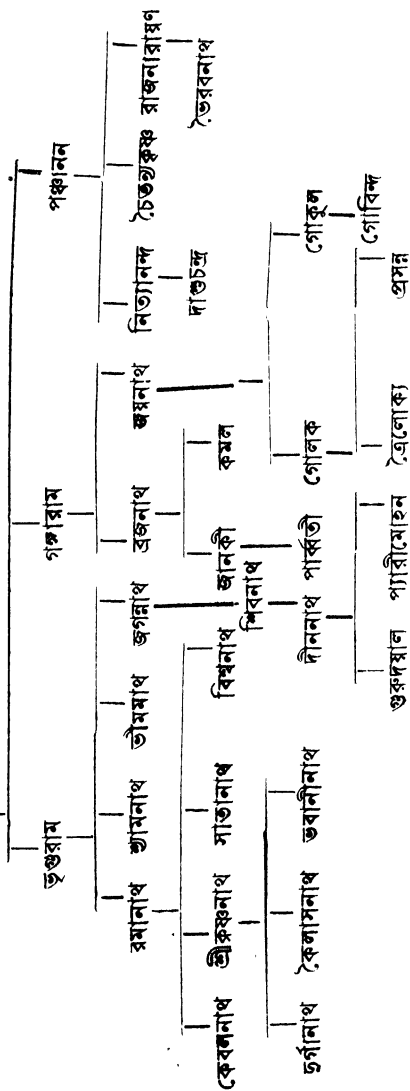 ভৃগুরাম গঙ্গারাম পঞ্চানন
রমানাথ শ্যামনাথ ভীমনাথ জগন্নাথ ব্রজনাথ জয়নাথ নিত্যানন্দ চৈতন্যকৃষ্ণ রাজনারায়ণ
কেবলনাথ শ্রীকৃষ্ণনাথ সীতানাথ বিশ্বনাথ জানকী কমল দাশুচন্দ্র ভৈরবনাথ
শিবনাথ
দুর্গানাথ কৈলাসনাথ ভবানীনাথ দীননাথ পার্ব্বতী গোলক গোকুল
গুরুদয়াল প্যারীমোহন ত্রৈলোক্য প্রসন্ন গোবিন্দ